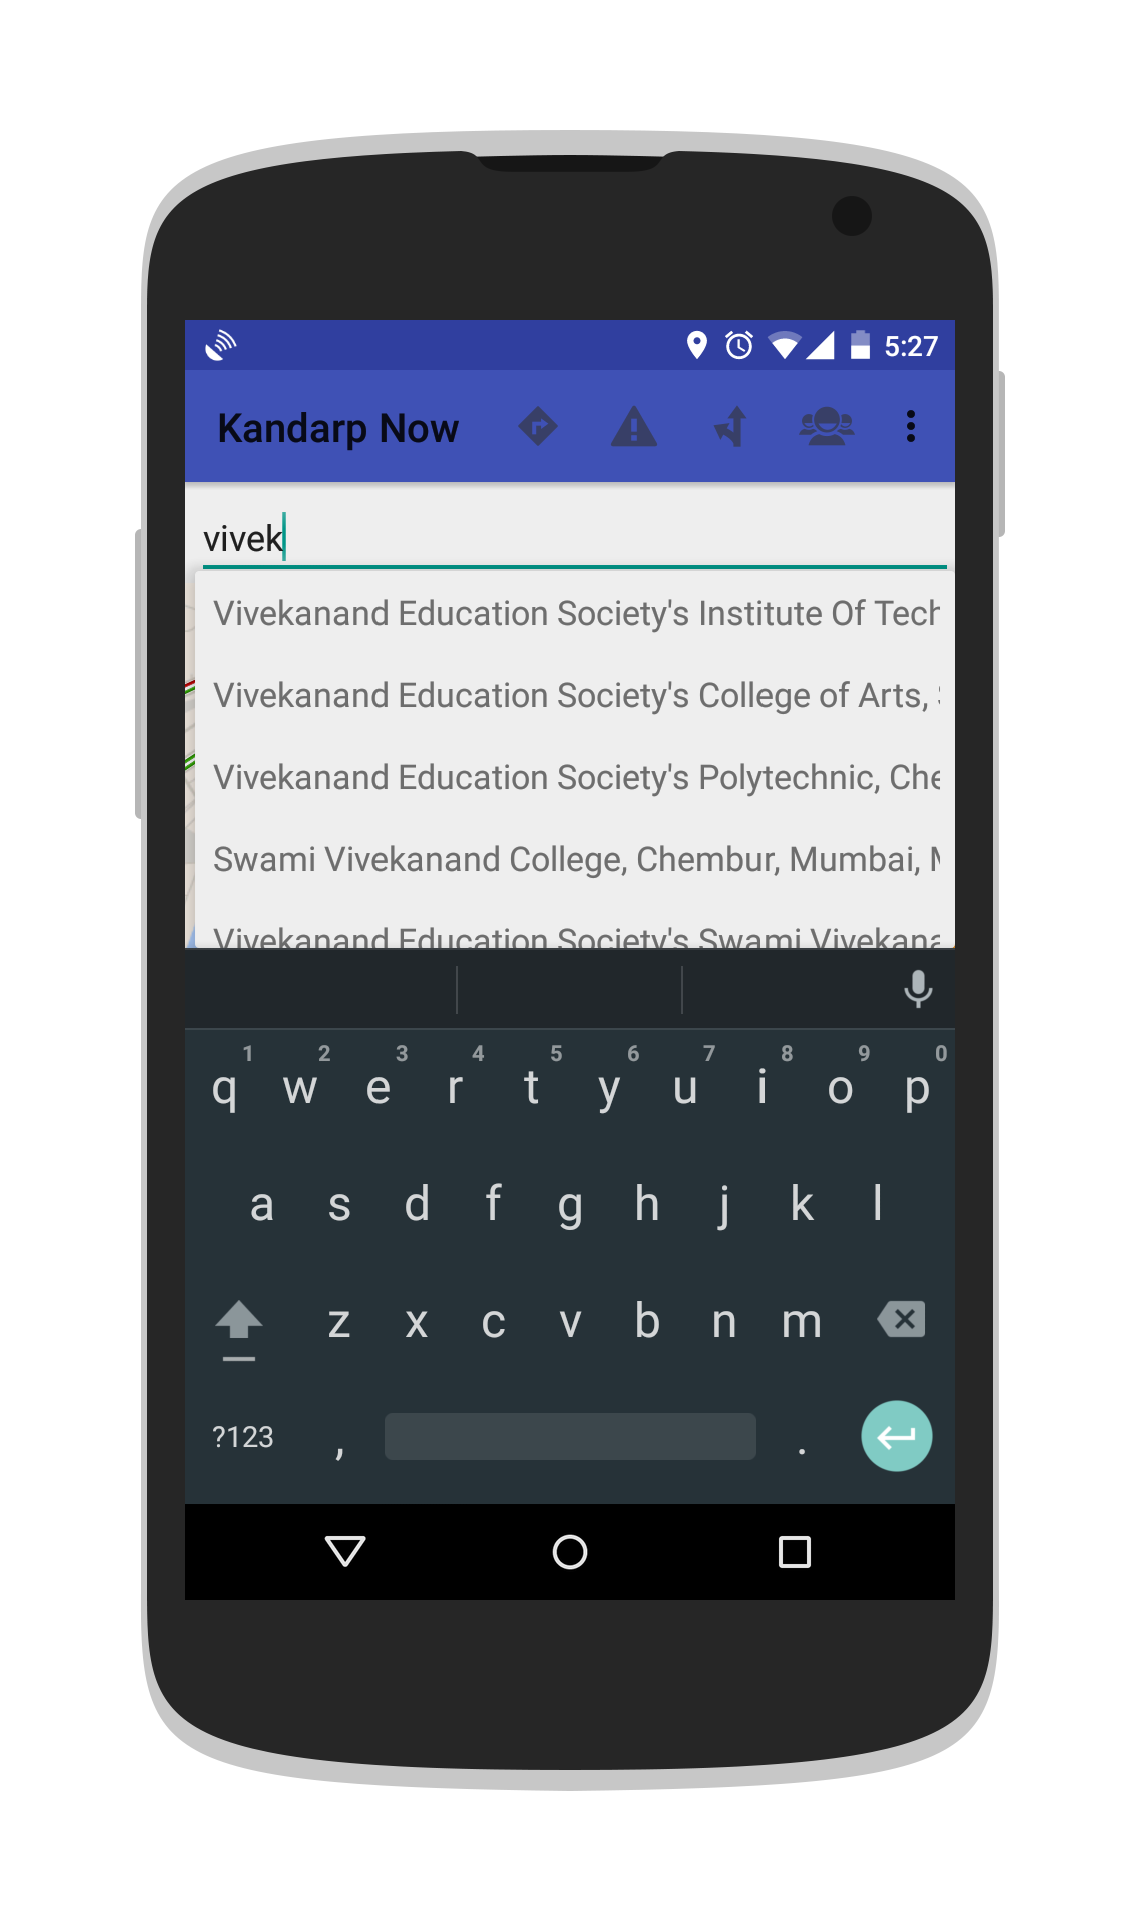 5:27
Kandarp Now
vivek
Vivekanand Education Society's Institute Of Tech
Vivekanand Education Society's College of Arts,
Vivekanand Education Society's Polytechnic, Che
Swami Vivekanand College, Chembur, Mumbai,
Vivekanand Education Society's Swami Vivekana
1 2 3 4 5 6 7 8 9 0
q w e r t y u i o p
a s d f g h j k l
z x c v b n m
?123 , .